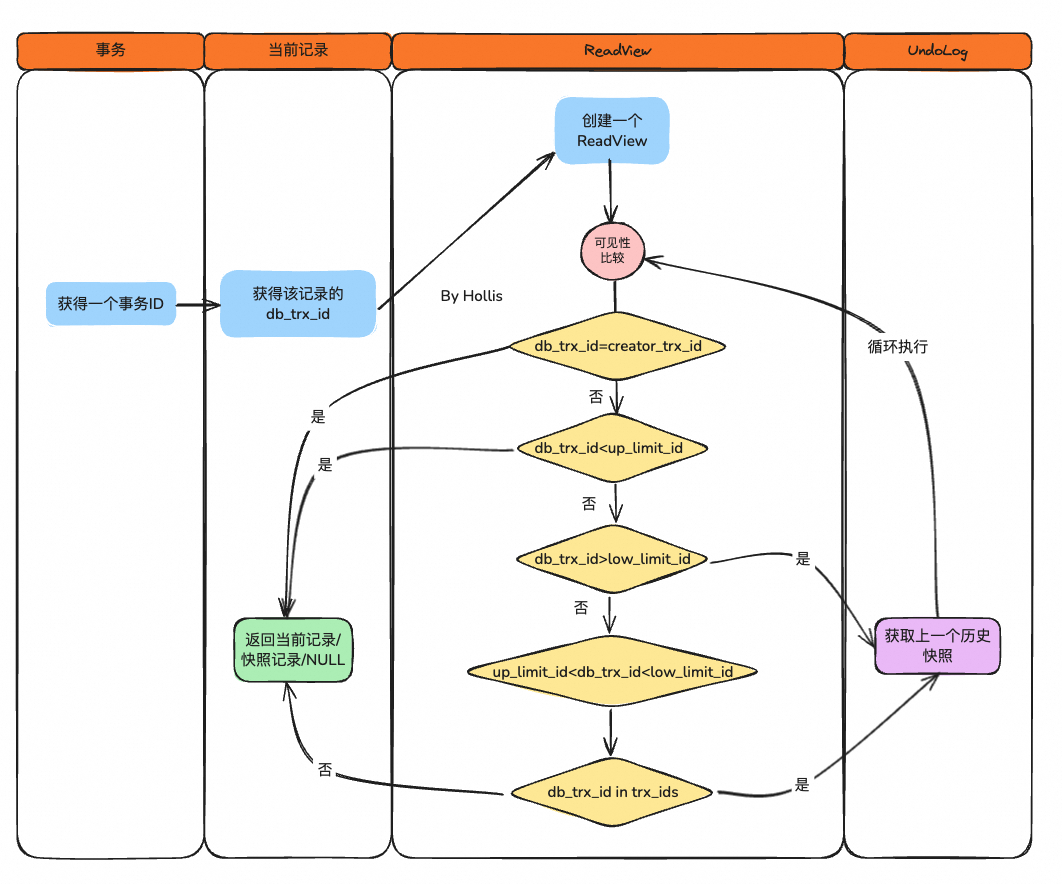 事务
当前记录
ReadView
UndoLog
创建一个
ReadView
可见性
比较
获得一个事务ID
获得该记录的
db_trx_id
By Hollis
db_trx_id=creator_trx_id
循环执行
否
是
db_trx_id<up_limit_id
是
否
db_trx_id>low_limit_id
是
否
返回当前记录/
快照记录/NULL
获取上一个历史
快照
up_limit_id<db_trx_id<low_limit_id
否
db_trx_id in trx_ids
是